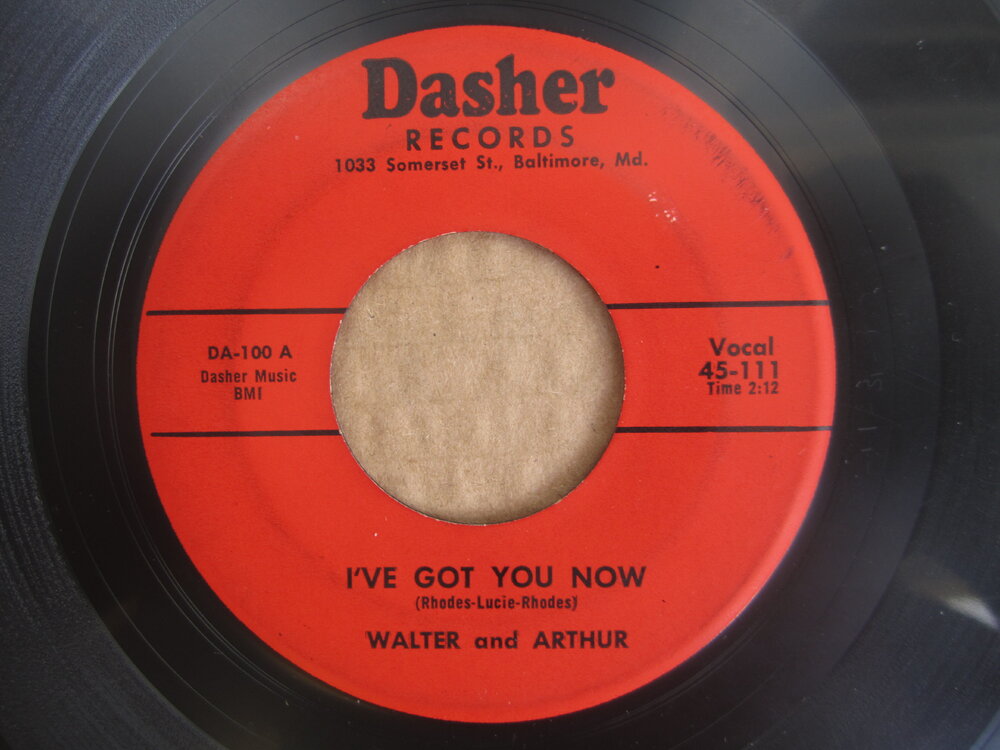 Dasher
RECORDS
1033 Somerset St., Baltimore, Md.
DA-100 A
Dasher Music
BMI
Vocal
45-111
Time 2:12
I'VE GOT YOU NOW
(Rhodes-Lucie-Rhodes)
WALTER and ARTHUR